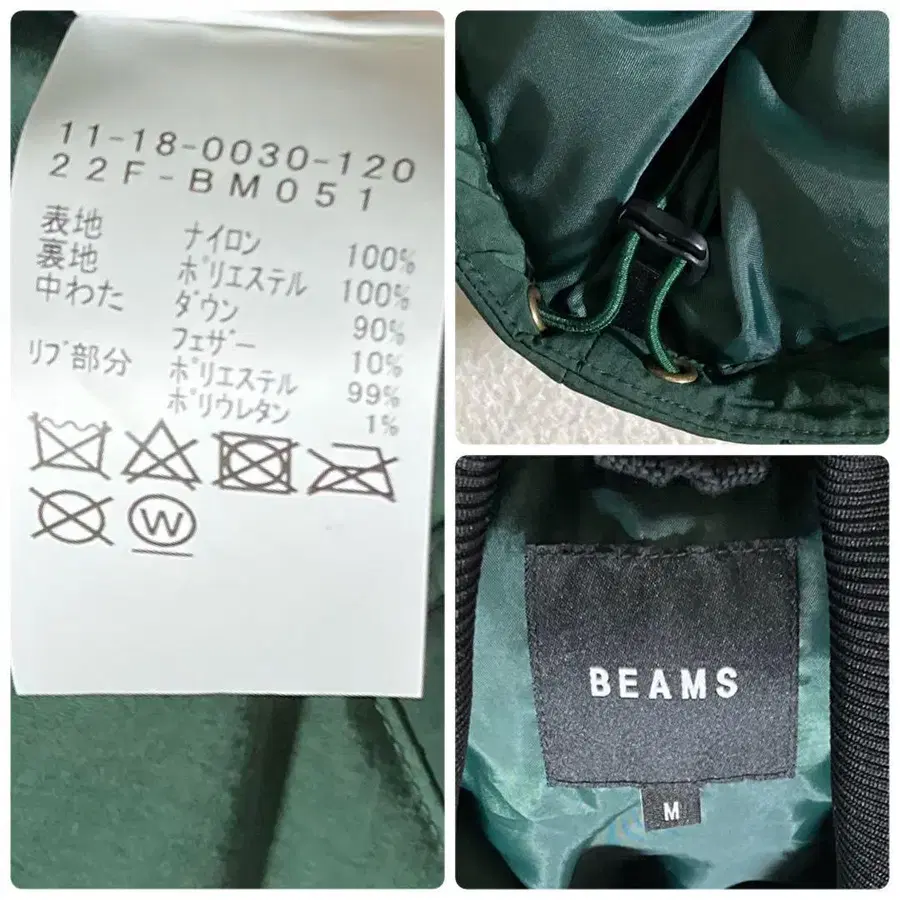 11-18-0030-120
22F-BM051
表地 ナイロン 100%
裏地 ポリエステル 100%
中わた ダウン 90%
フェザー 10%
リブ部分 ポリエステル 99%
ポリウレタン 1%
W
BEAMS
M